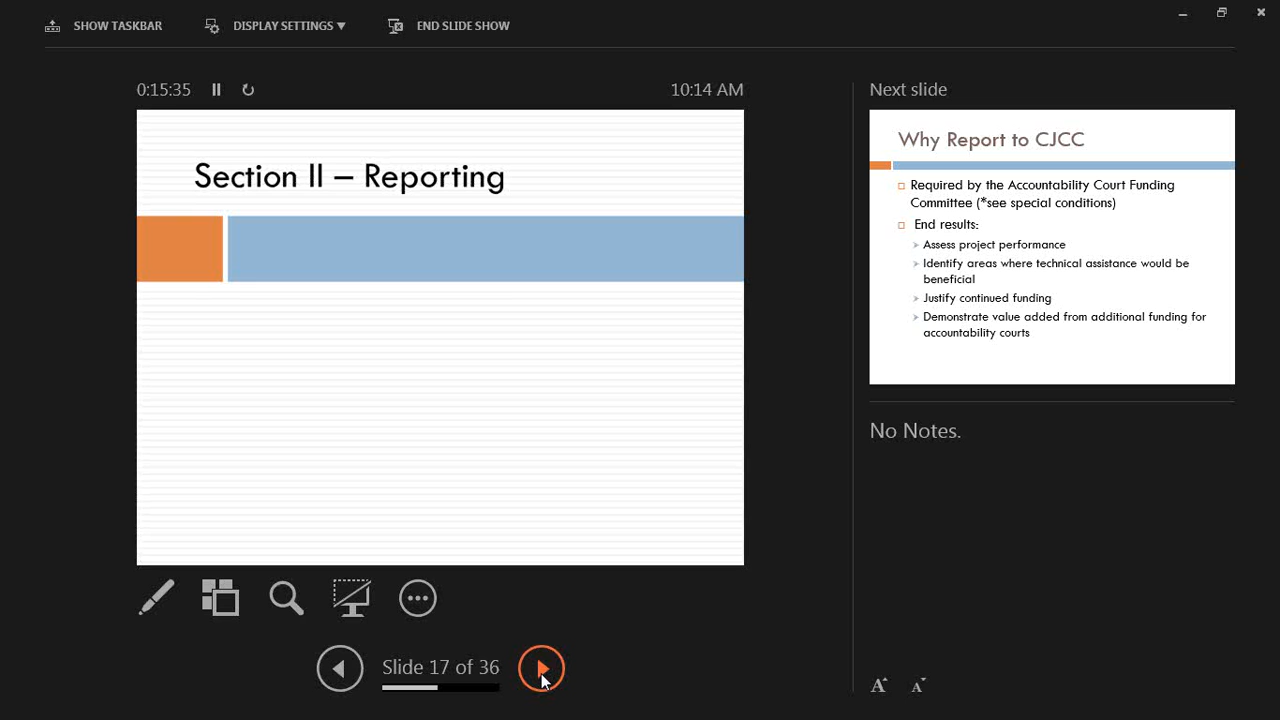 SHOW TASKBAR
DISPLAY SETTINGS ▼
END SLIDE SHOW
0:15:35
10:14 AM
Section II – Reporting
Slide 17 of 36
Next slide
Why Report to CJCC
Required by the Accountability Court Funding
Committee (*see special conditions)
End results:
Assess project performance
Identify areas where technical assistance would be
beneficial
Justify continued funding
Demonstrate value added from additional funding for
accountability courts
No Notes.
A A